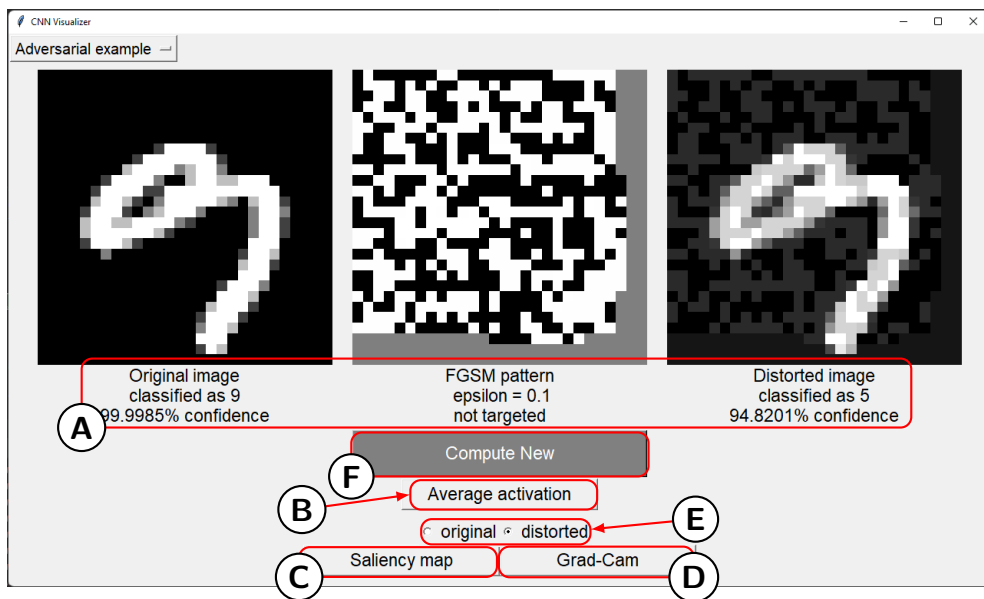 CNN Visualizer
Adversarial example
Original image
classified as 9
99.9985% confidence
FGSM pattern
epsilon = 0.1
not targeted
Distorted image
classified as 5
94.8201% confidence
A
Compute New
F
Average activation
B
original distorted
E
Saliency map
C
Grad-Cam
D